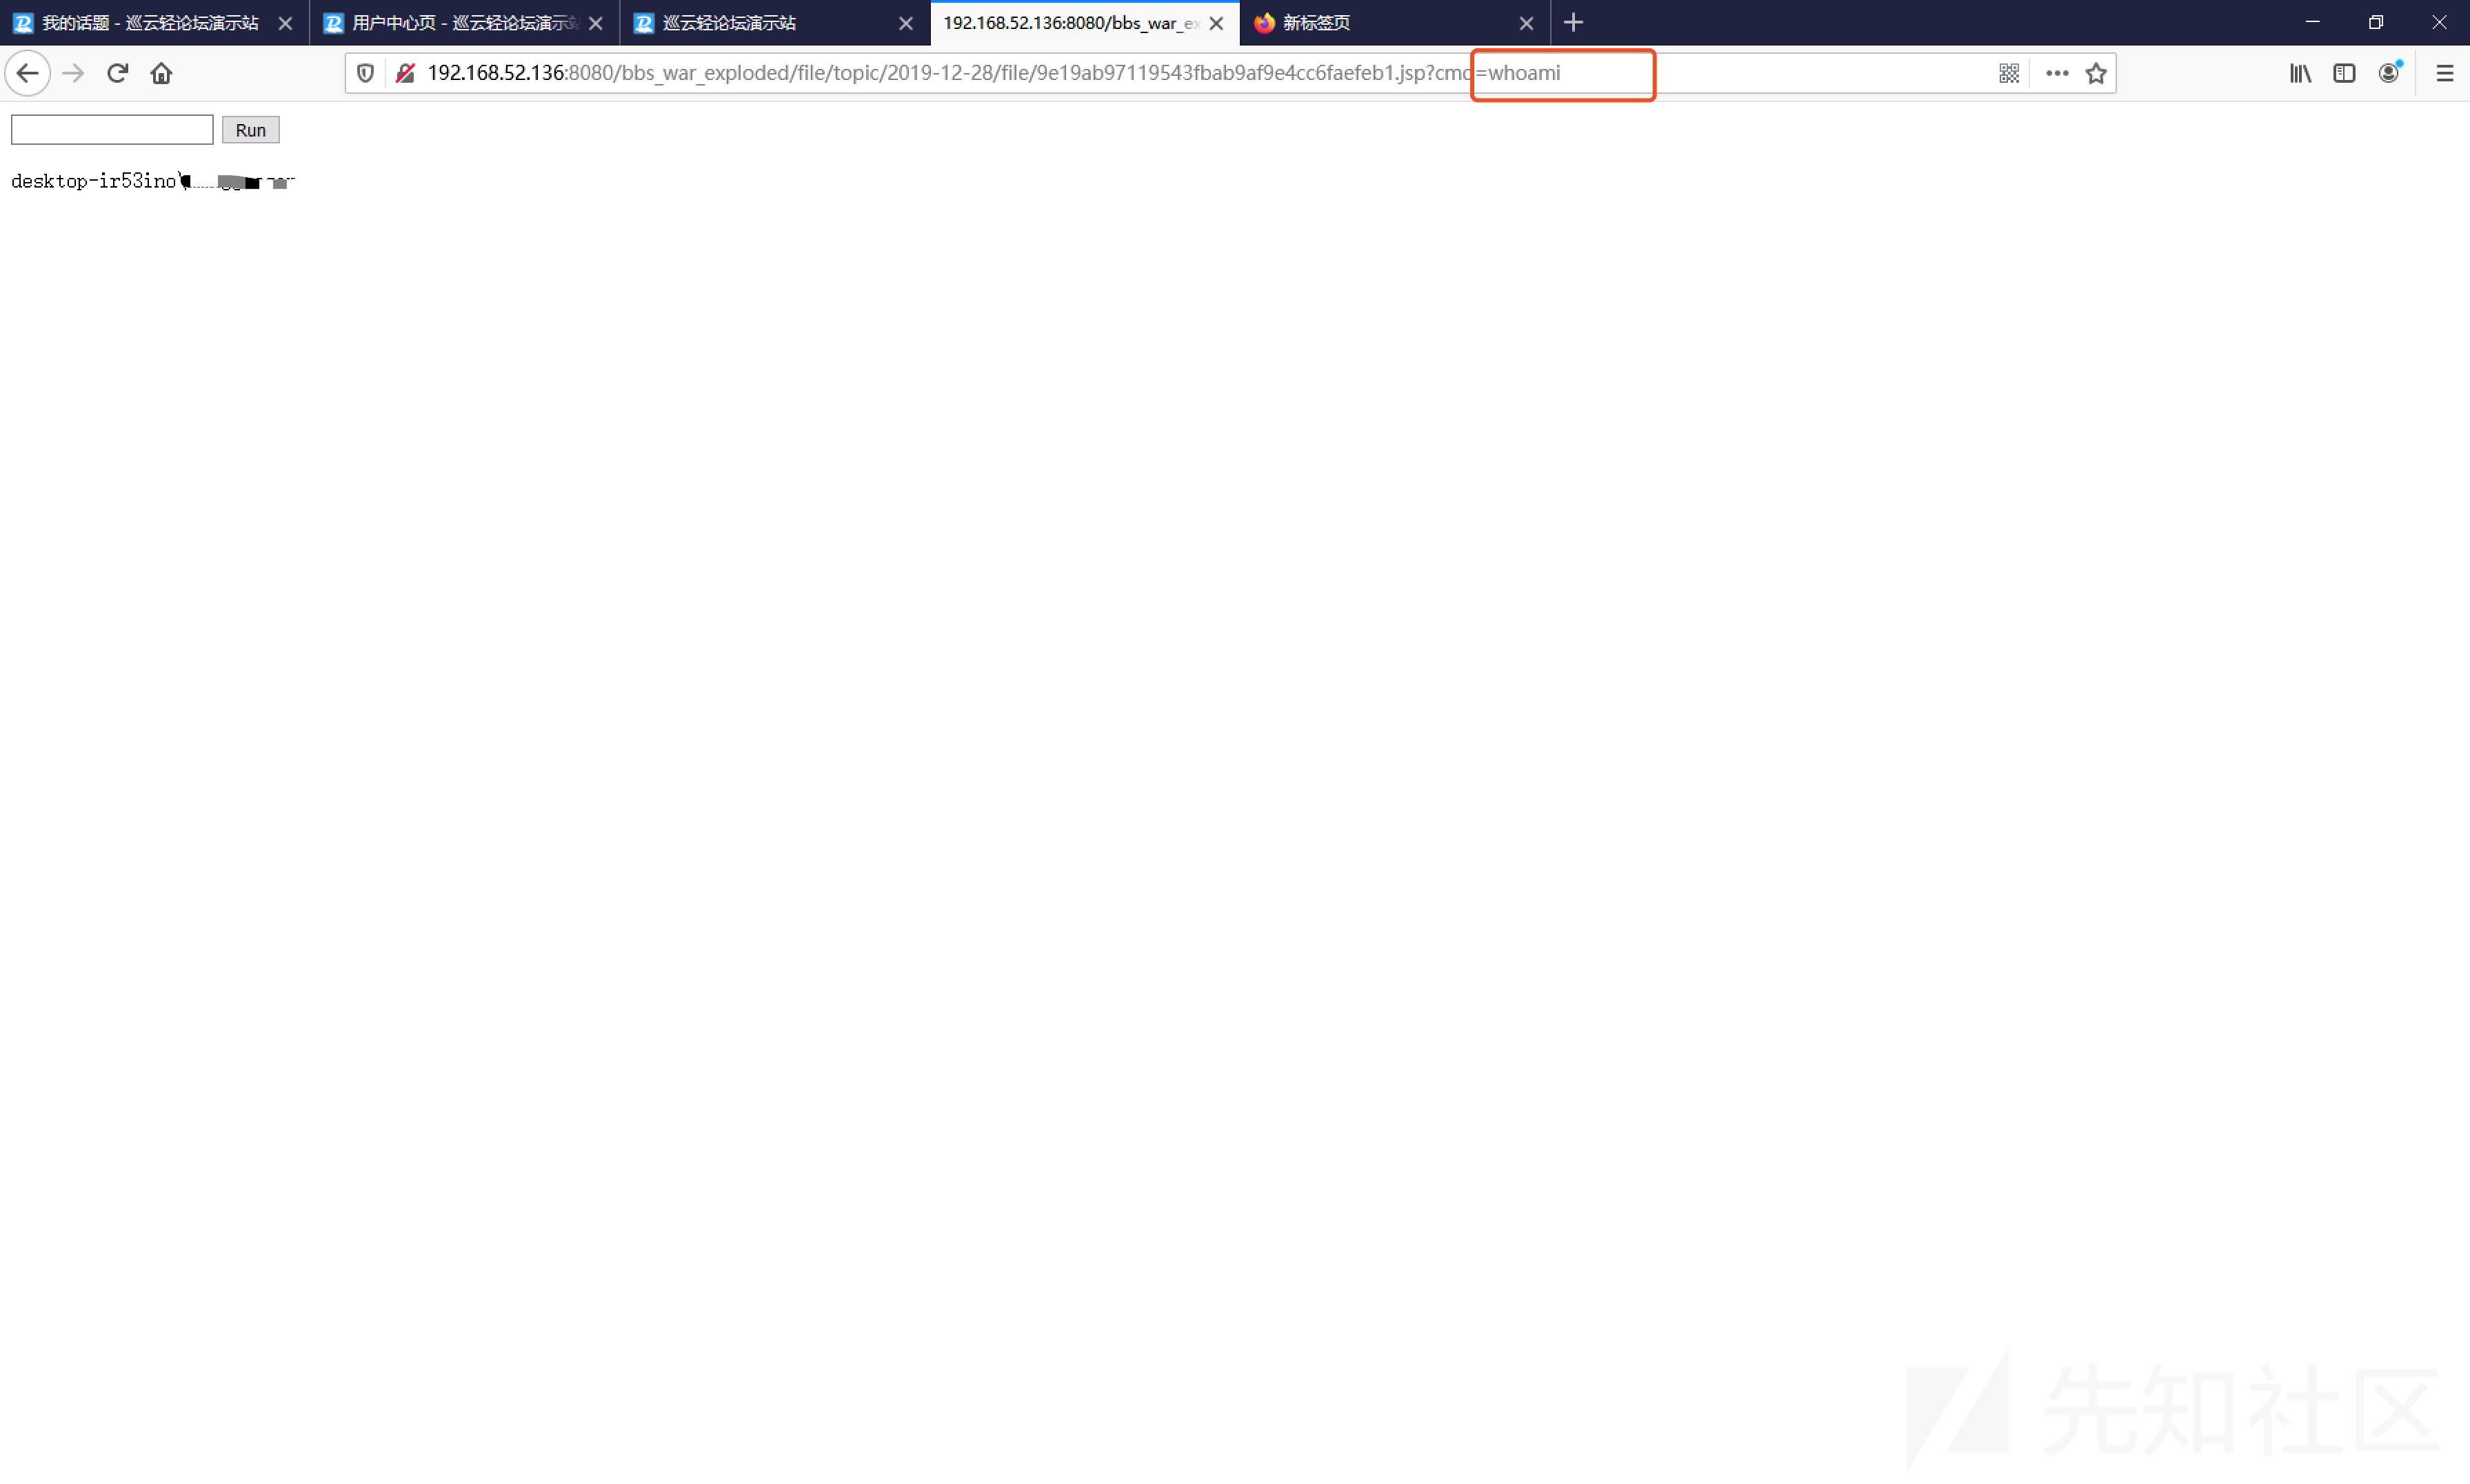 我的话题 - 巡云轻论坛演示站
用户中心页 - 巡云轻论坛演示站
巡云轻论坛演示站
192.168.52.136:8080/bbs_war_ex
新标签页
192.168.52.136:8080/bbs_war_exploded/file/topic/2019-12-28/file/9e19ab97119543fbab9af9e4cc6faefeb1.jsp?cmd=whoami
Run
desktop-ir53ino\
先知社区